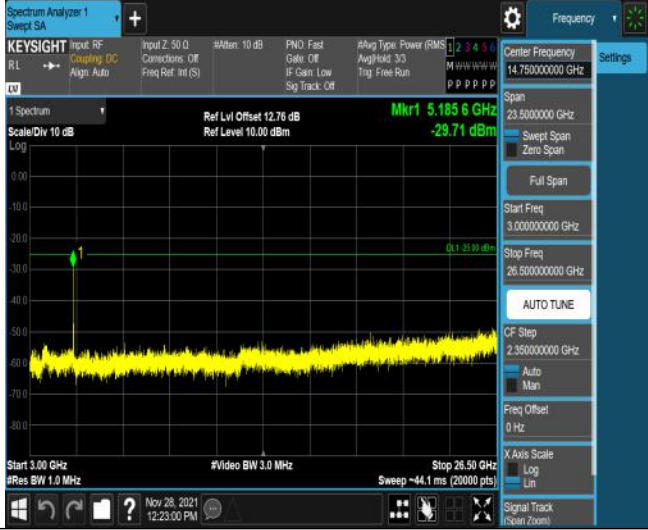 Spectrum Analyzer 1
Swept SA
+
Frequency
KEYSIGHT
RL
LV
Input: RF
Coupling: DC
Align: Auto
Input Z: 50 Ω
Corrections: Off
Freq Ref: Int (S)
#Atten: 10 dB
PNO: Fast
Gate: Off
IF Gain: Low
Sig Track: Off
#Avg Type: Power (RMS
Avg|Hold: 3/3
Trig: Free Run
1 2 3 4 5 6
M W W W W W
P P P P P P
Center Frequency
14.750000000 GHz
Settings
1 Spectrum
Scale/Div 10 dB
Log
Ref Lvl Offset 12.76 dB
Ref Level 10.00 dBm
Mkr1 5.185 6 GHz
-29.71 dBm
Span
23.5000000 GHz
Swept Span
Zero Span
Full Span
Start Freq
3.000000000 GHz
Stop Freq
26.500000000 GHz
AUTO TUNE
CF Step
2.350000000 GHz
Auto
Man
Freq Offset
0 Hz
X Axis Scale
Log
Lin
Signal Track
(Span Zoom)
0.00
-10.0
-20.0
-30.0
-40.0
-50.0
-60.0
-70.0
-80.0
1
DL1 -25.00 dBm
Start 3.00 GHz
#Res BW 1.0 MHz
#Video BW 3.0 MHz
Stop 26.50 GHz
Sweep ~44.1 ms (20000 pts)
?
Nov 28, 2021
12:23:00 PM